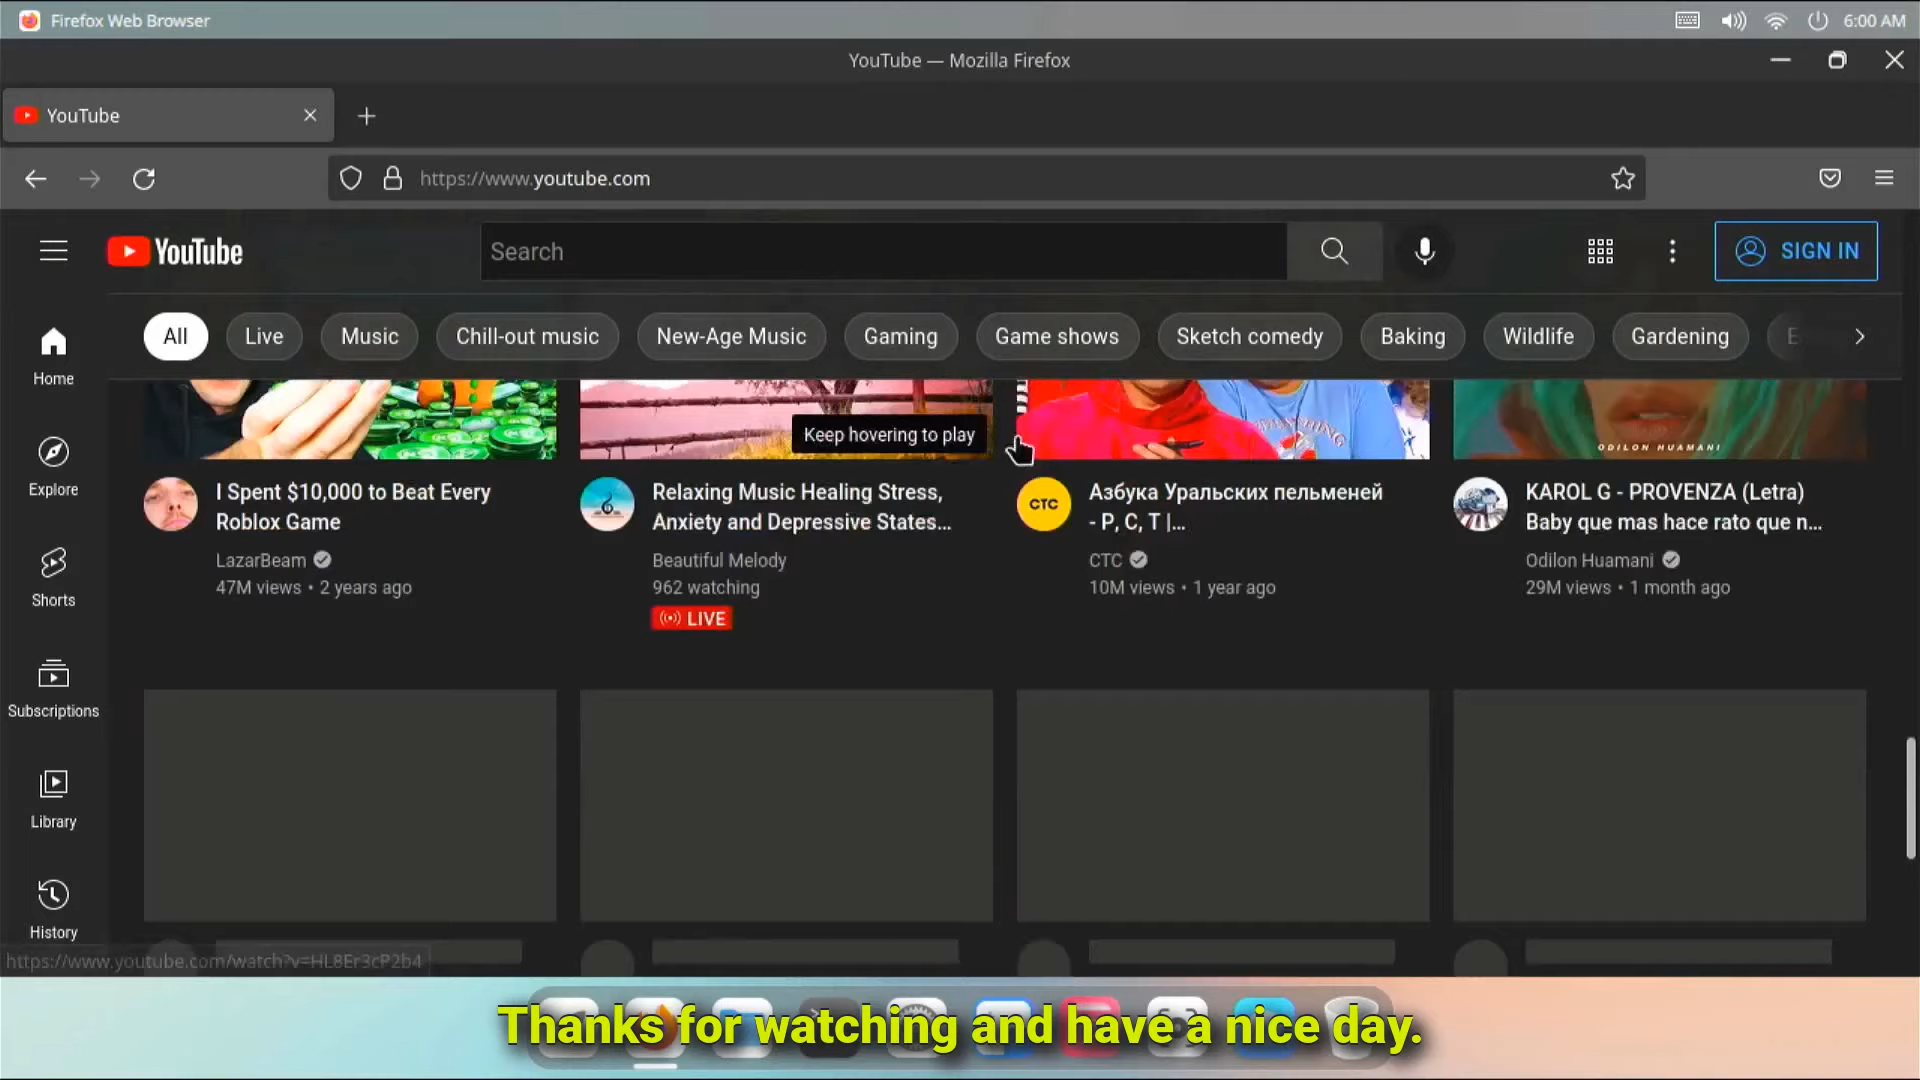 Firefox Web Browser
6:00 AM
YouTube — Mozilla Firefox
YouTube
https://www.youtube.com
YouTube
Search
SIGN IN
All
Live
Music
Chill-out music
New-Age Music
Gaming
Game shows
Sketch comedy
Baking
Wildlife
Gardening
Home
Explore
Shorts
Subscriptions
Library
History
Keep hovering to play
ODILON HUAMANI
I Spent $10,000 to Beat Every
Roblox Game
LazarBeam
47M views • 2 years ago
Relaxing Music Healing Stress,
Anxiety and Depressive States...
Beautiful Melody
962 watching
LIVE
СТС
Азбука Уральских пельменей
- Р, С, Т |...
СТС
10M views • 1 year ago
KAROL G - PROVENZA (Letra)
Baby que mas hace rato que n...
Odilon Huamani
29M views • 1 month ago
https://www.youtube.com/watch?v=HL8Er3cP2b4
Thanks for watching and have a nice day.